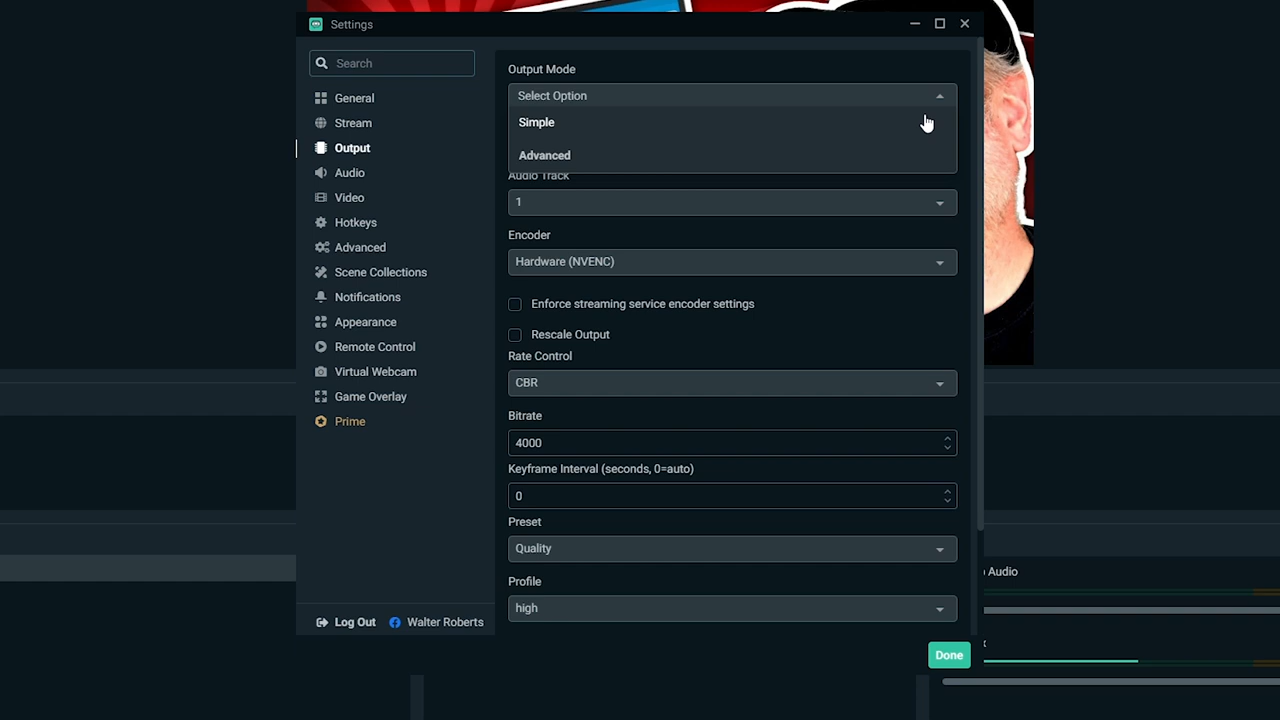 Settings
Search
General
Stream
Output
Audio
Video
Hotkeys
Advanced
Scene Collections
Notifications
Appearance
Remote Control
Virtual Webcam
Game Overlay
Prime
Log Out
Walter Roberts
Output Mode
Select Option
Simple
Advanced
Audio Track
1
Encoder
Hardware (NVENC)
Enforce streaming service encoder settings
Rescale Output
Rate Control
CBR
Bitrate
4000
Keyframe Interval (seconds, 0=auto)
0
Preset
Quality
Profile
high
Done
Audio